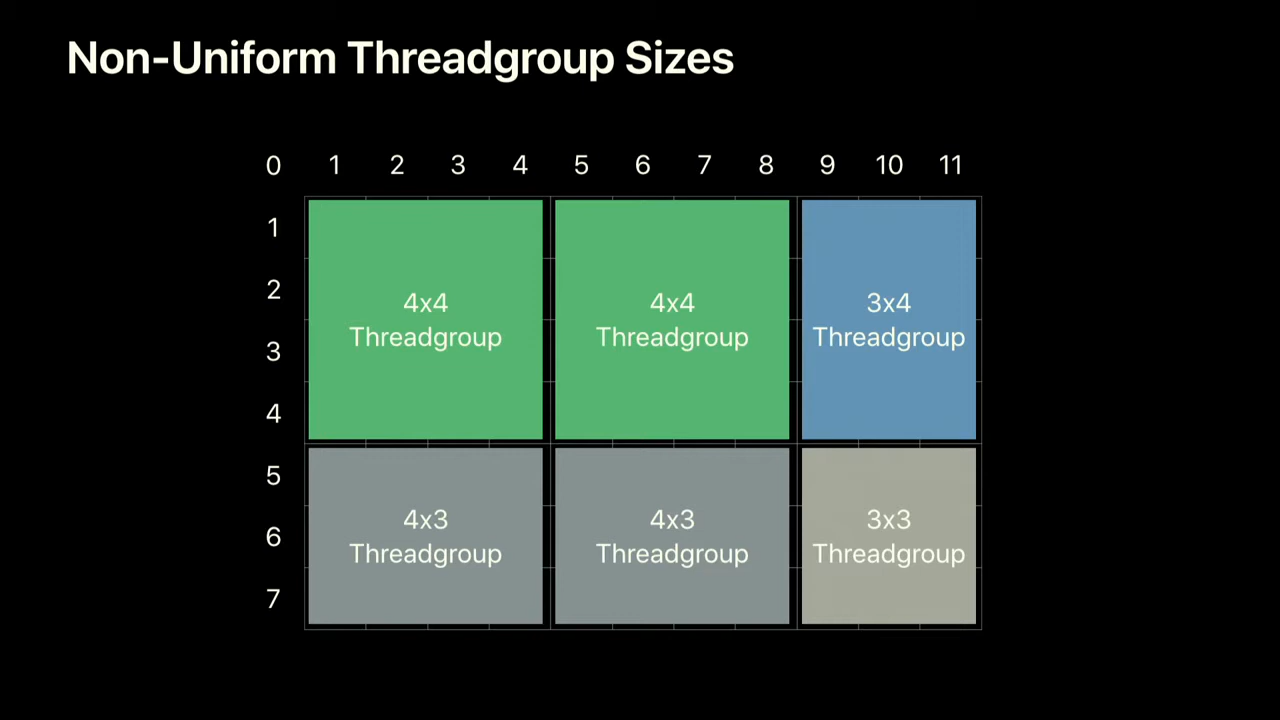 Non-Uniform Threadgroup Sizes
0 1 2 3 4 5 6 7 8 9 10 11
1
2
3
4
5
6
7
4x4
Threadgroup
4x4
Threadgroup
3x4
Threadgroup
4x3
Threadgroup
4x3
Threadgroup
3x3
Threadgroup